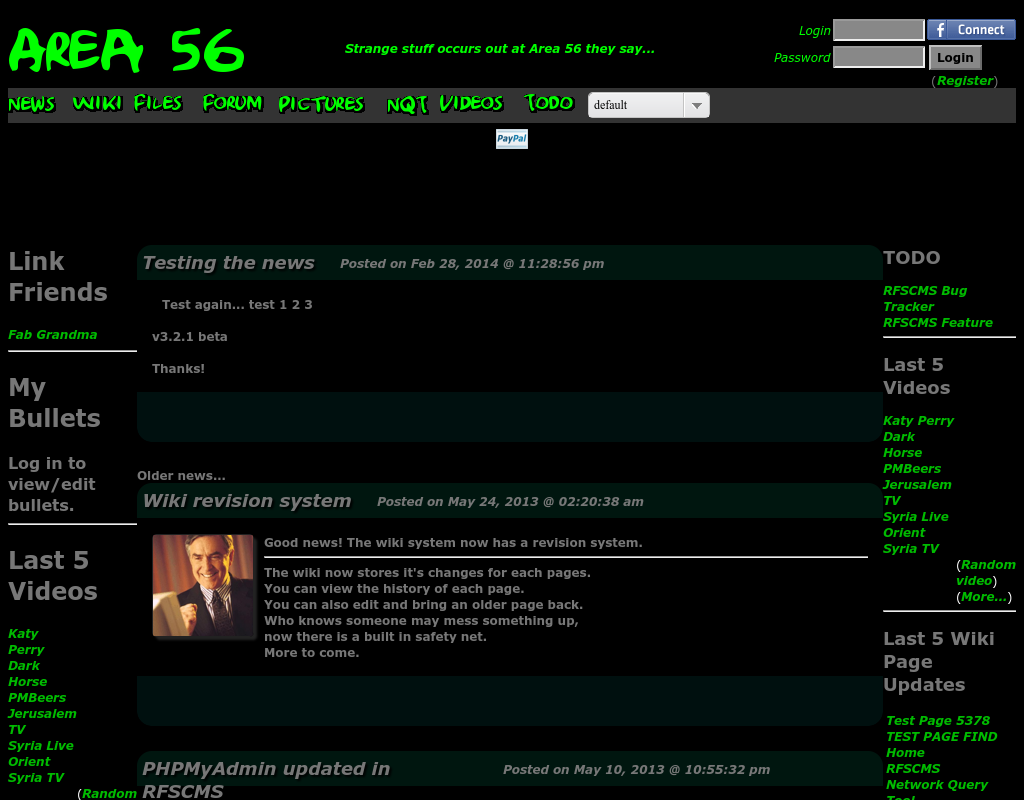 AREA 56
Strange stuff occurs out at Area 56 they say...
Login
Connect
Password
Login
(Register)
NEWS WIKI FILES FORUM PICTURES NQT VIDEOS TODO default
PayPal
Link
Friends
Fab Grandma
My
Bullets
Log in to
view/edit
bullets.
Last 5
Videos
Katy
Perry
Dark
Horse
PMBeers
Jerusalem
TV
Syria Live
Orient
Syria TV
(Random
Testing the news Posted on Feb 28, 2014 @ 11:28:56 pm
Test again... test 1 2 3
v3.2.1 beta
Thanks!
Older news...
Wiki revision system Posted on May 24, 2013 @ 02:20:38 am
Good news! The wiki system now has a revision system.
The wiki now stores it's changes for each pages.
You can view the history of each page.
You can also edit and bring an older page back.
Who knows someone may mess something up,
now there is a built in safety net.
More to come.
PHPMyAdmin updated in Posted on May 10, 2013 @ 10:55:32 pm
RFSCMS
TODO
RFSCMS Bug
Tracker
RFSCMS Feature
Last 5
Videos
Katy Perry
Dark
Horse
PMBeers
Jerusalem
TV
Syria Live
Orient
Syria TV
(Random
video)
(More...)
Last 5 Wiki
Page
Updates
Test Page 5378
TEST PAGE FIND
Home
RFSCMS
Network Query
Tool